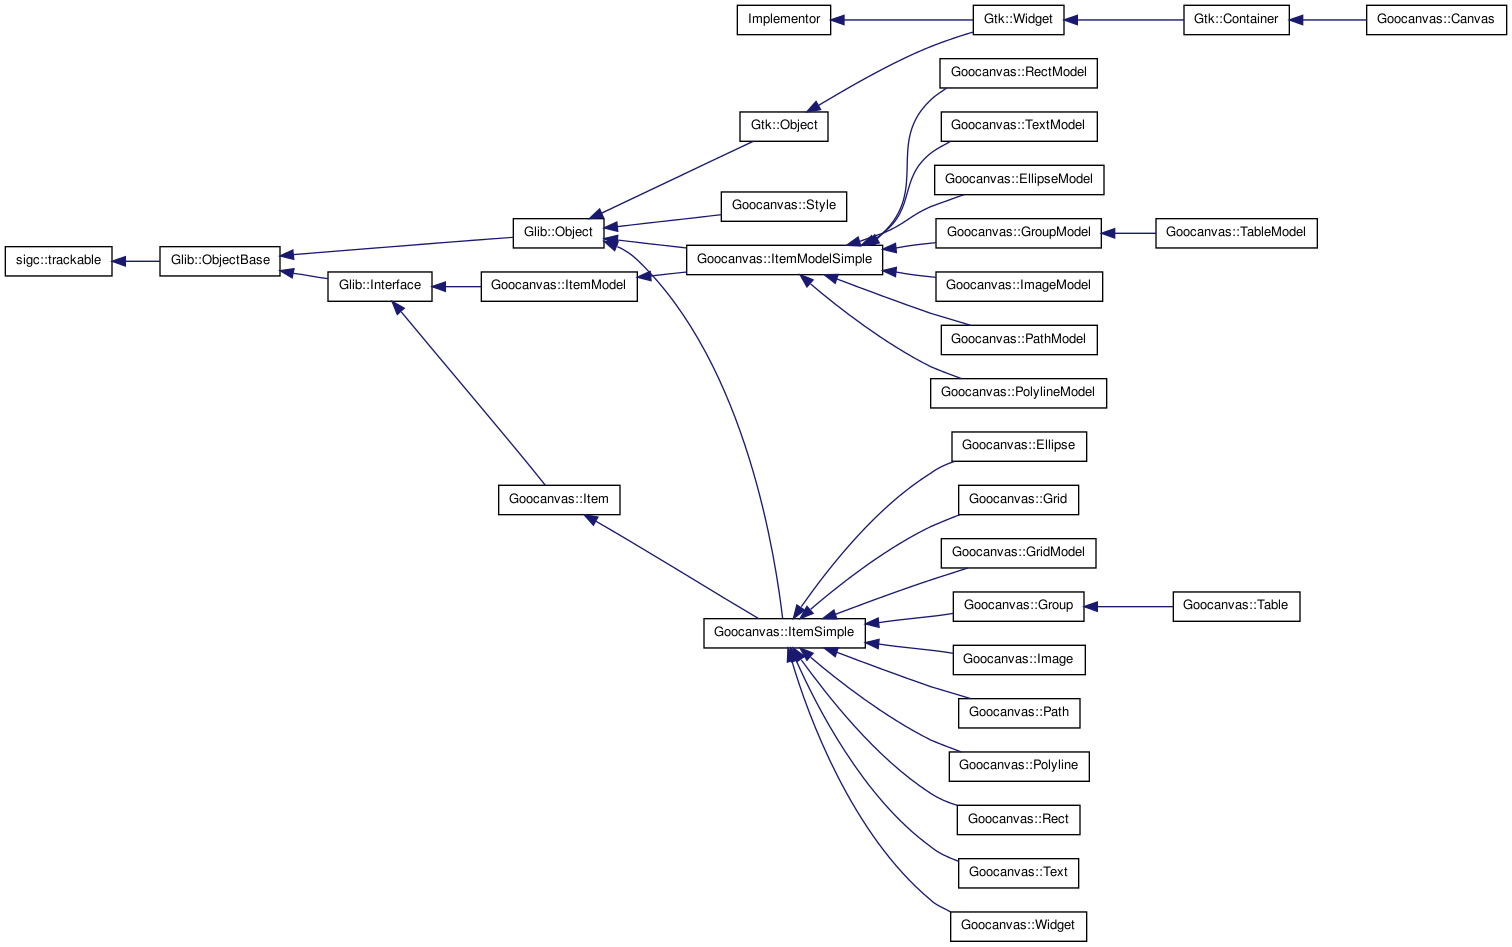 Implementor
Gtk::Widget
Gtk::Container
Goocanvas::Canvas
Goocanvas::RectModel
Gtk::Object
Goocanvas::TextModel
Goocanvas::EllipseModel
Goocanvas::Style
Glib::Object
Goocanvas::GroupModel
Goocanvas::TableModel
sigc::trackable
Glib::ObjectBase
Goocanvas::ItemModelSimple
Glib::Interface
Goocanvas::ItemModel
Goocanvas::ImageModel
Goocanvas::PathModel
Goocanvas::PolylineModel
Goocanvas::Ellipse
Goocanvas::Item
Goocanvas::Grid
Goocanvas::GridModel
Goocanvas::Group
Goocanvas::Table
Goocanvas::ItemSimple
Goocanvas::Image
Goocanvas::Path
Goocanvas::Polyline
Goocanvas::Rect
Goocanvas::Text
Goocanvas::Widget